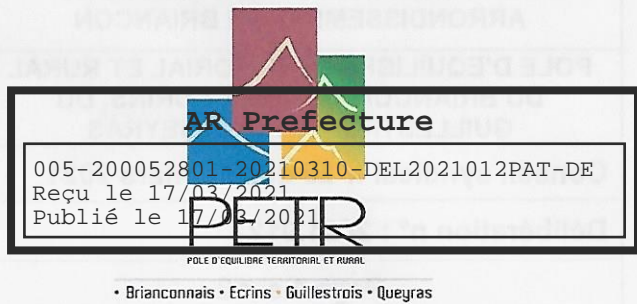 AR Prefecture
005-200052801-20210310-DEL2021012PAT-DE
Reçu le 17/03/2021
Publié le 17/03/2021
PETR
POLE D'EQUILIBRE TERRITORIAL ET RURAL
• Brianconnais • Ecrins • Guillestrois • Queyras